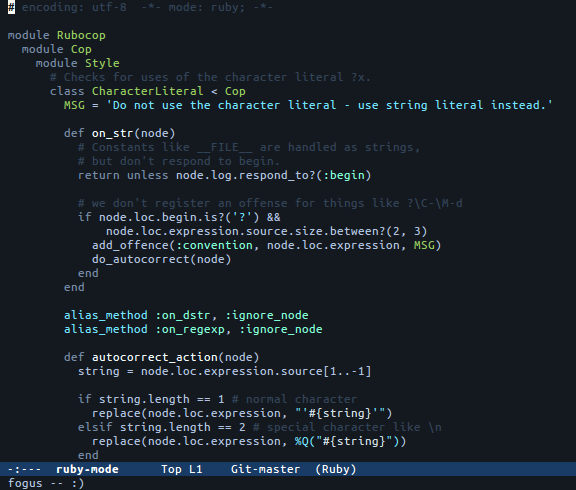 # encoding: utf-8  -*- mode: ruby; -*-

module Rubocop
  module Cop
    module Style
      # Checks for uses of the character literal ?x.
      class CharacterLiteral < Cop
        MSG = 'Do not use the character literal - use string literal instead.'

        def on_str(node)
          # Constants like __FILE__ are handled as strings,
          # but don't respond to begin.
          return unless node.log.respond_to?(:begin)

          # we don't register an offense for things like ?\C-\M-d
          if node.loc.begin.is?('?') &&
              node.loc.expression.source.size.between?(2, 3)
            add_offence(:convention, node.loc.expression, MSG)
            do_autocorrect(node)
          end
        end

        alias_method :on_dstr, :ignore_node
        alias_method :on_regexp, :ignore_node

        def autocorrect_action(node)
          string = node.loc.expression.source[1..-1]

          if string.length == 1 # normal character
            replace(node.loc.expression, "'#{string}'")
          elsif string.length == 2 # special character like \n
            replace(node.loc.expression, %Q("#{string}"))
          end
-:---  ruby-mode      Top L1    Git-master  (Ruby)
fogus -- :)